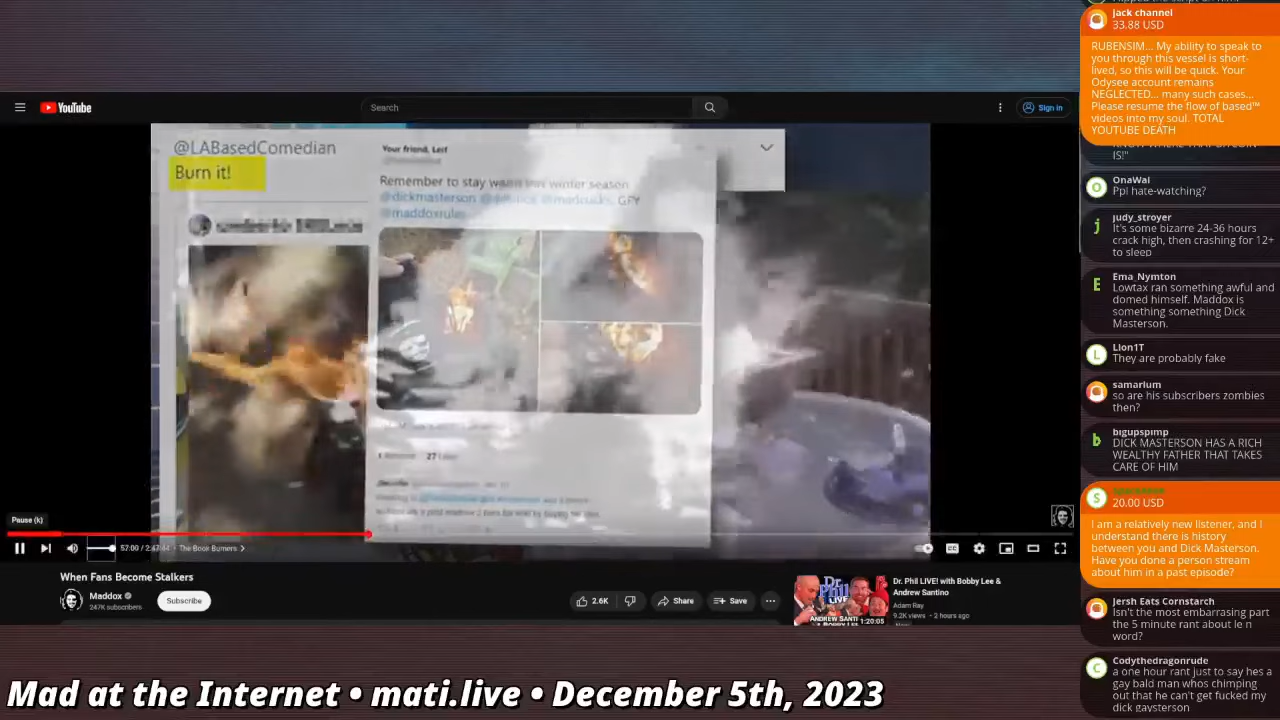 YouTube
Search
Sign in
@LABasedComedian
Burn it!
Your friend, Leif
Remember to stay warm this winter season
@dickmasterson
@maddoxrules
27
Pause (k)
57:00 / 2:47:44 • The Book Burners
When Fans Become Stalkers
Maddox
247K subscribers
Subscribe
2.6K
Share
Save
Dr. Phil LIVE! with Bobby Lee &
Andrew Santino
Adam Ray
9.2K views • 2 hours ago
1:20:05
Mad at the Internet • mati.live • December 5th, 2023
jack channel
33.88 USD
RUBENSIM... My ability to speak to
you through this vessel is short-
lived, so this will be quick. Your
Odysee account remains
NEGLECTED... many such cases...
Please resume the flow of based™
videos into my soul. TOTAL
YOUTUBE DEATH
IS!"
OnaWai
Ppl hate-watching?
judy_stroyer
It's some bizarre 24-36 hours
crack high, then crashing for 12+
to sleep
Ema_Nymton
Lowtax ran something awful and
domed himself. Maddox is
something something Dick
Masterson.
Lion1T
They are probably fake
samarium
so are his subscribers zombies
then?
bigupspimp
DICK MASTERSON HAS A RICH
WEALTHY FATHER THAT TAKES
CARE OF HIM
20.00 USD
I am a relatively new listener, and I
understand there is history
between you and Dick Masterson.
Have you done a person stream
about him in a past episode?
Jersh Eats Cornstarch
Isn't the most embarrasing part
the 5 minute rant about le n
word?
Codythedragonrude
a one hour rant just to say hes a
gay bald man whos chimping
out that he can't get fucked my
dick gaysterson